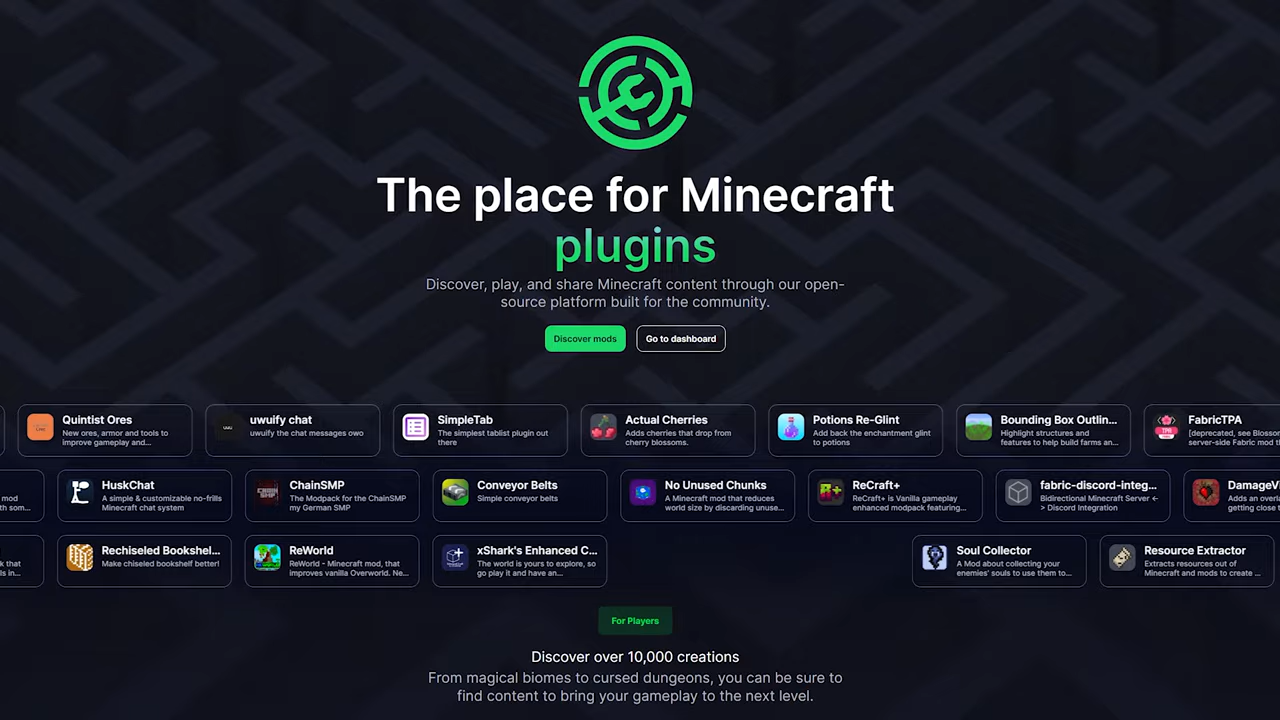 The place for Minecraft
plugins
Discover, play, and share Minecraft content through our open-
source platform built for the community.
Discover mods
Go to dashboard
Quintist Ores
New ores, armor and tools to
improve gameplay and...
uwuify chat
uwuify the chat messages owo
SimpleTab
The simplest tablist plugin out
there
Actual Cherries
Adds cherries that drop from
cherry blossoms.
Potions Re-Glint
Add back the enchantment glint
to potions
Bounding Box Outlin...
Highlight structures and
features to help build farms an...
FabricTPA
[deprecated, see Blosso
server-side Fabric mod t
mod
th som...
HuskChat
A simple & customizable no-frills
Minecraft chat system
ChainSMP
The Modpack for the ChainSMP
my German SMP
Conveyor Belts
Simple conveyor belts
No Unused Chunks
A Minecraft mod that reduces
world size by discarding unuse...
ReCraft+
ReCraft+ is Vanilla gameplay
enhanced modpack featuring...
fabric-discord-integ...
Bidirectional Minecraft Server <-
> Discord Integration
DamageVi
Adds an overla
getting close t
k that
ls in...
Rechiseled Bookshel...
Make chiseled bookshelf better!
ReWorld
ReWorld - Minecraft mod, that
improves vanilla Overworld. Ne...
xShark's Enhanced C...
The world is yours to explore, so
go play it and have an...
Soul Collector
A Mod about collecting your
enemies' souls to use them to...
Resource Extractor
Extracts resources out of
Minecraft and mods to create ...
For Players
Discover over 10,000 creations
From magical biomes to cursed dungeons, you can be sure to
find content to bring your gameplay to the next level.